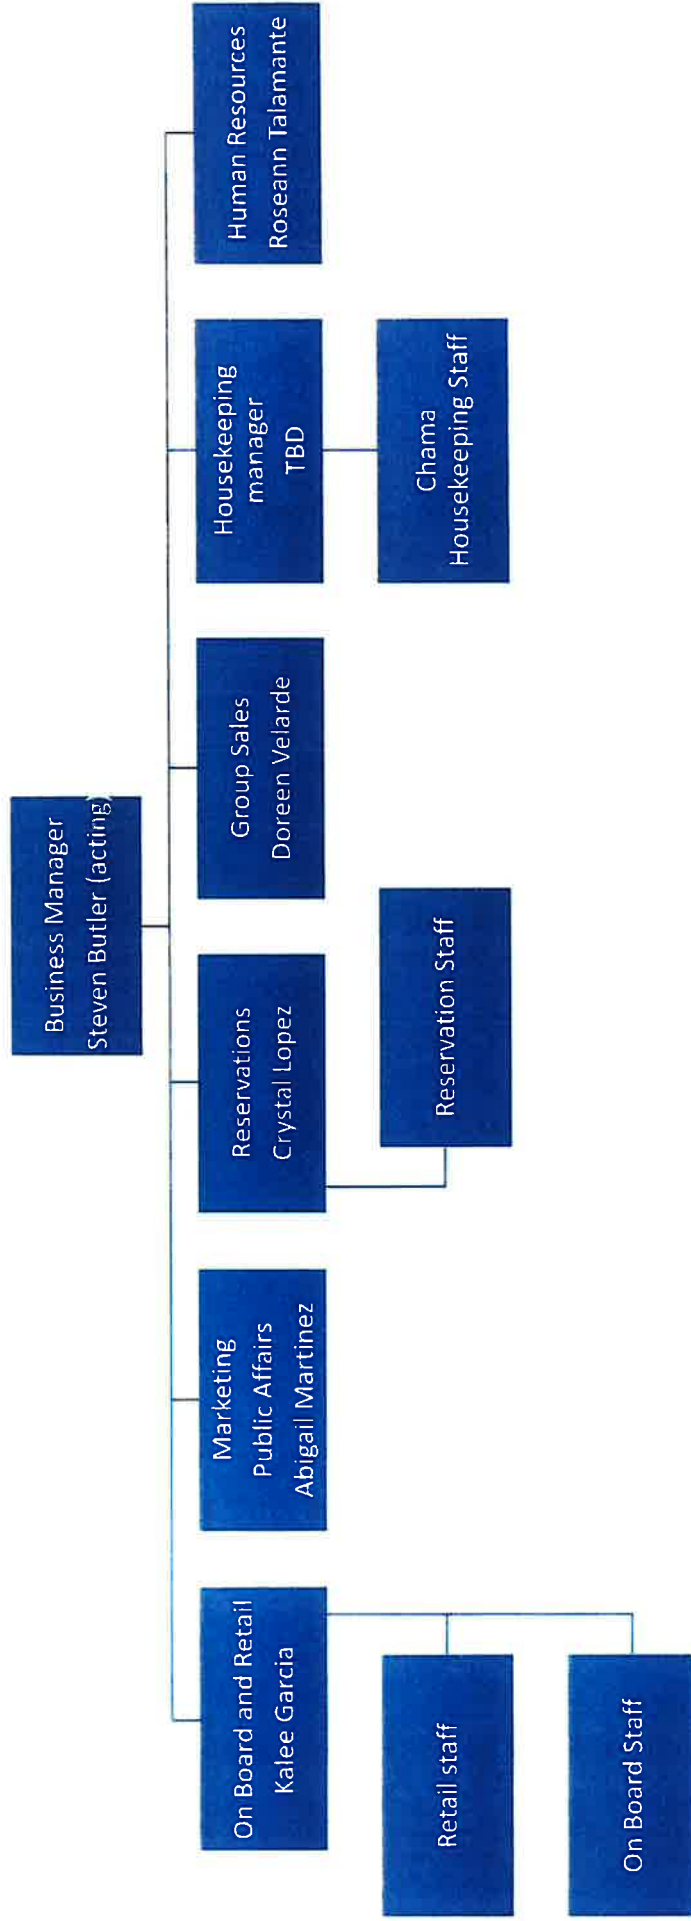 Business Manager
Steven Butler (acting)
On Board and Retail
Kalee Garcia
Marketing
Public Affairs
Abigail Martinez
Reservations
Crystal Lopez
Group Sales
Doreen Velarde
Housekeeping
manager
TBD
Human Resources
Roseann Talamante
Retail staff
Reservation Staff
Chama
Housekeeping Staff
On Board Staff